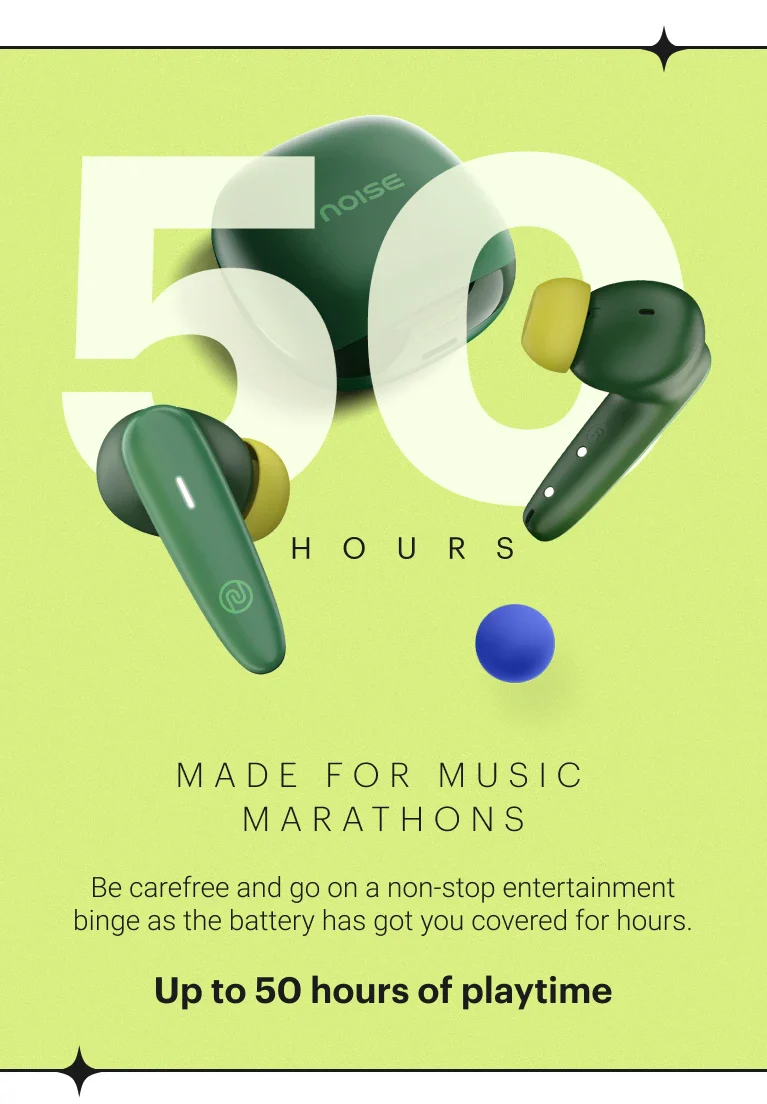 50
NOISE
HOURS
MADE FOR MUSIC
MARATHONS
Be carefree and go on a non-stop entertainment
binge as the battery has got you covered for hours.
Up to 50 hours of playtime